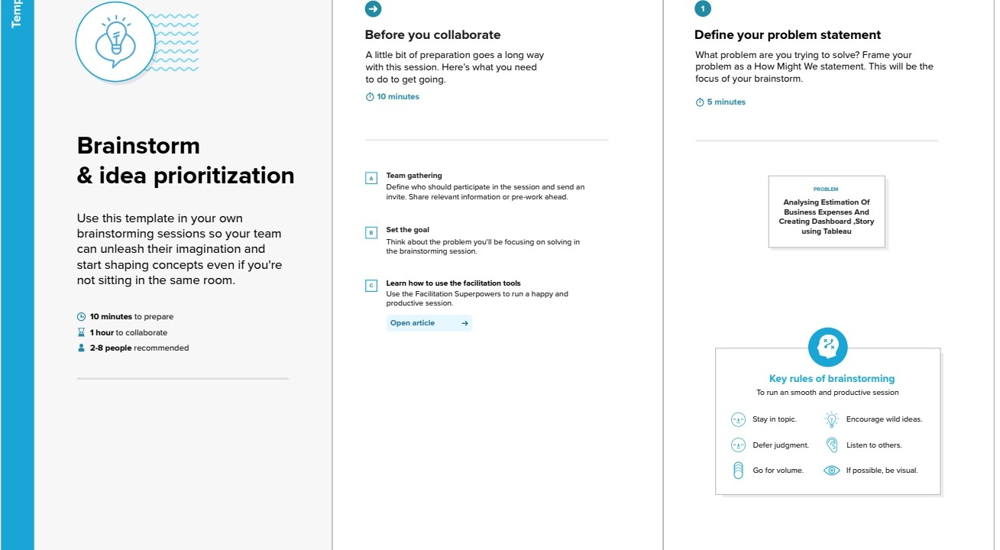 Temp
Brainstorm
& idea prioritization
Use this template in your own
brainstorming sessions so your team
can unleash their imagination and
start shaping concepts even if you're
not sitting in the same room.
10 minutes to prepare
1 hour to collaborate
2-8 people recommended
Before you collaborate
A little bit of preparation goes a long way
with this session. Here's what you need
to do to get going.
10 minutes
A
Team gathering
Define who should participate in the session and send an
invite. Share relevant information or pre-work ahead.
B
Set the goal
Think about the problem you'll be focusing on solving in
the brainstorming session.
C
Learn how to use the facilitation tools
Use the Facilitation Superpowers to run a happy and
productive session.
Open article
1
Define your problem statement
What problem are you trying to solve? Frame your
problem as a How Might We statement. This will be the
focus of your brainstorm.
5 minutes
PROBLEM
Analysing Estimation Of
Business Expenses And
Creating Dashboard ,Story
using Tableau
Key rules of brainstorming
To run an smooth and productive session
Stay in topic.
Encourage wild ideas.
Defer judgment.
Listen to others.
Go for volume.
If possible, be visual.